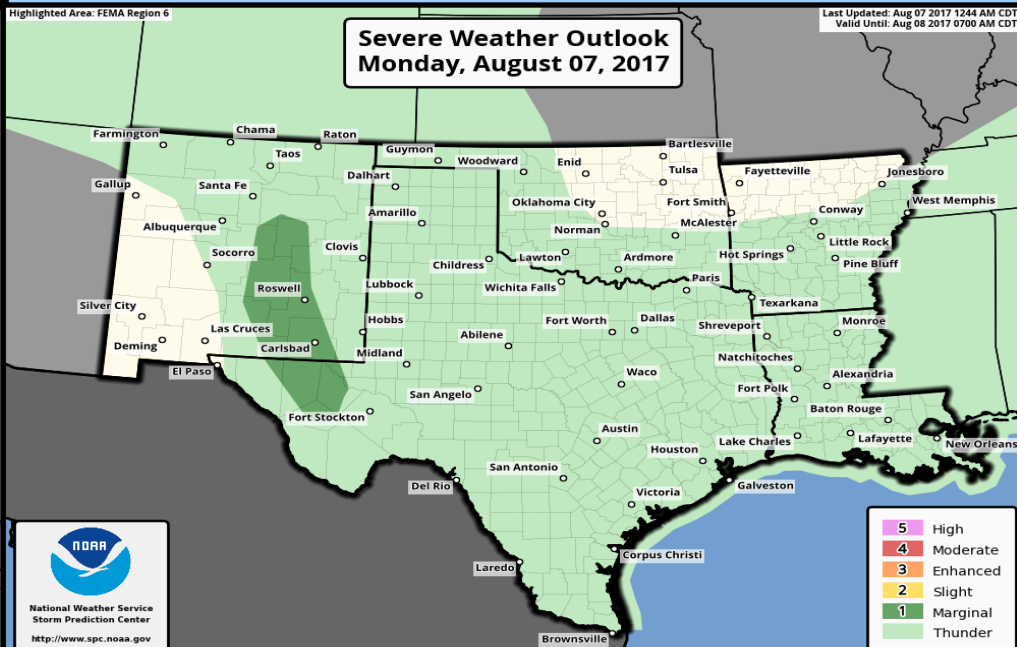 Highlighted Area: FEMA Region 6
Last Updated: Aug 07 2017 1244 AM CDT
Valid Until: Aug 08 2017 0700 AM CDT
Severe Weather Outlook
Monday, August 07, 2017
Farmington
Chama
Raton
Taos
Guymon
Woodward
Enid
Bartlesville
Tulsa
Fayetteville
Jonesboro
Gallup
Santa Fe
Dalhart
Amarillo
Oklahoma City
Fort Smith
West Memphis
Albuquerque
Norman
McAlester
Conway
Socorro
Clovis
Childress
Lawton
Ardmore
Hot Springs
Little Rock
Pine Bluff
Roswell
Lubbock
Wichita Falls
Paris
Texarkana
Silver City
Deming
Las Cruces
Carlsbad
Hobbs
Midland
Abilene
Fort Worth
Dallas
Shreveport
Monroe
El Paso
San Angelo
Waco
Natchitoches
Alexandria
Fort Polk
Fort Stockton
Baton Rouge
Austin
Houston
Lake Charles
Lafayette
New Orleans
Del Rio
San Antonio
Victoria
Galveston
Laredo
Corpus Christi
Brownsville
NOAA
National Weather Service
Storm Prediction Center
http://www.spc.noaa.gov
5 High
4 Moderate
3 Enhanced
2 Slight
1 Marginal
Thunder